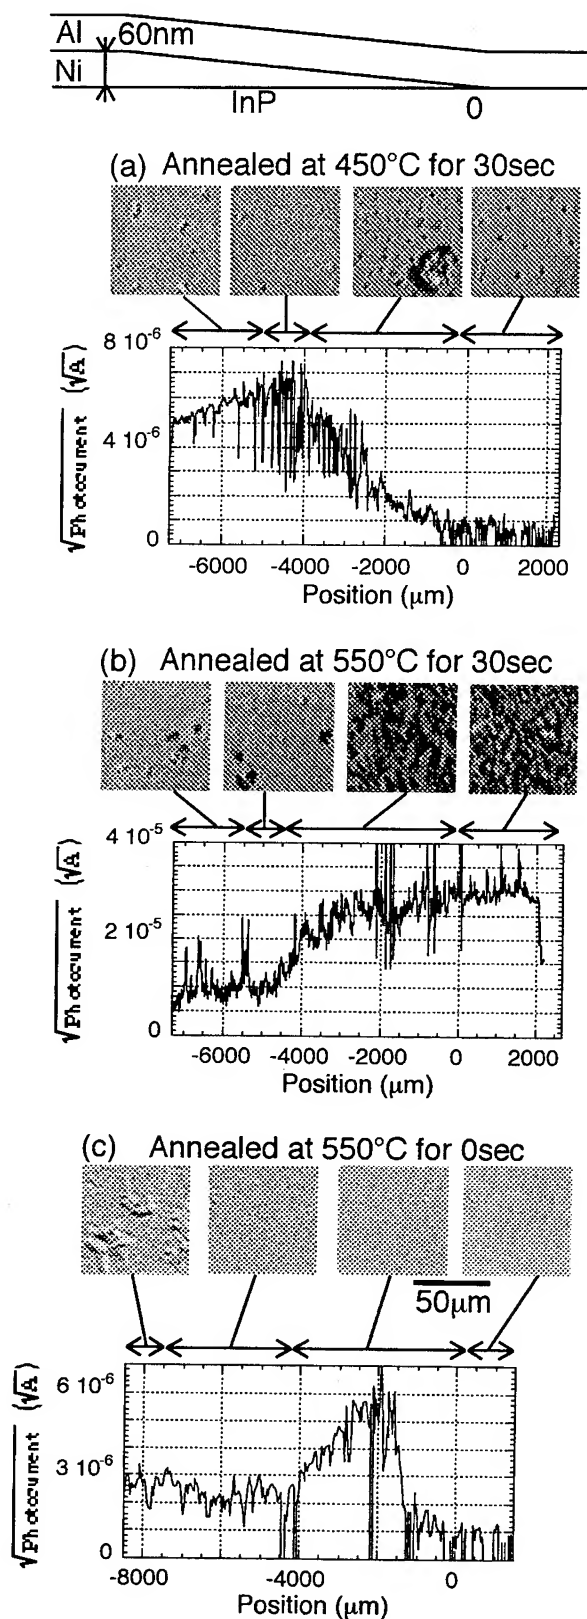 Al 60nm
Ni
InP 0
(a) Annealed at 450°C for 30sec
8 10-6
4 10-6
0
√Photocument (√A)
-6000 -4000 -2000 0 2000
Position (μm)
(b) Annealed at 550°C for 30sec
4 10-5
2 10-5
0
√Photocument (√A)
-6000 -4000 -2000 0 2000
Position (μm)
(c) Annealed at 550°C for 0sec
50μm
6 10-6
3 10-6
0
√Photocument (√A)
-8000 -4000 0
Position (μm)